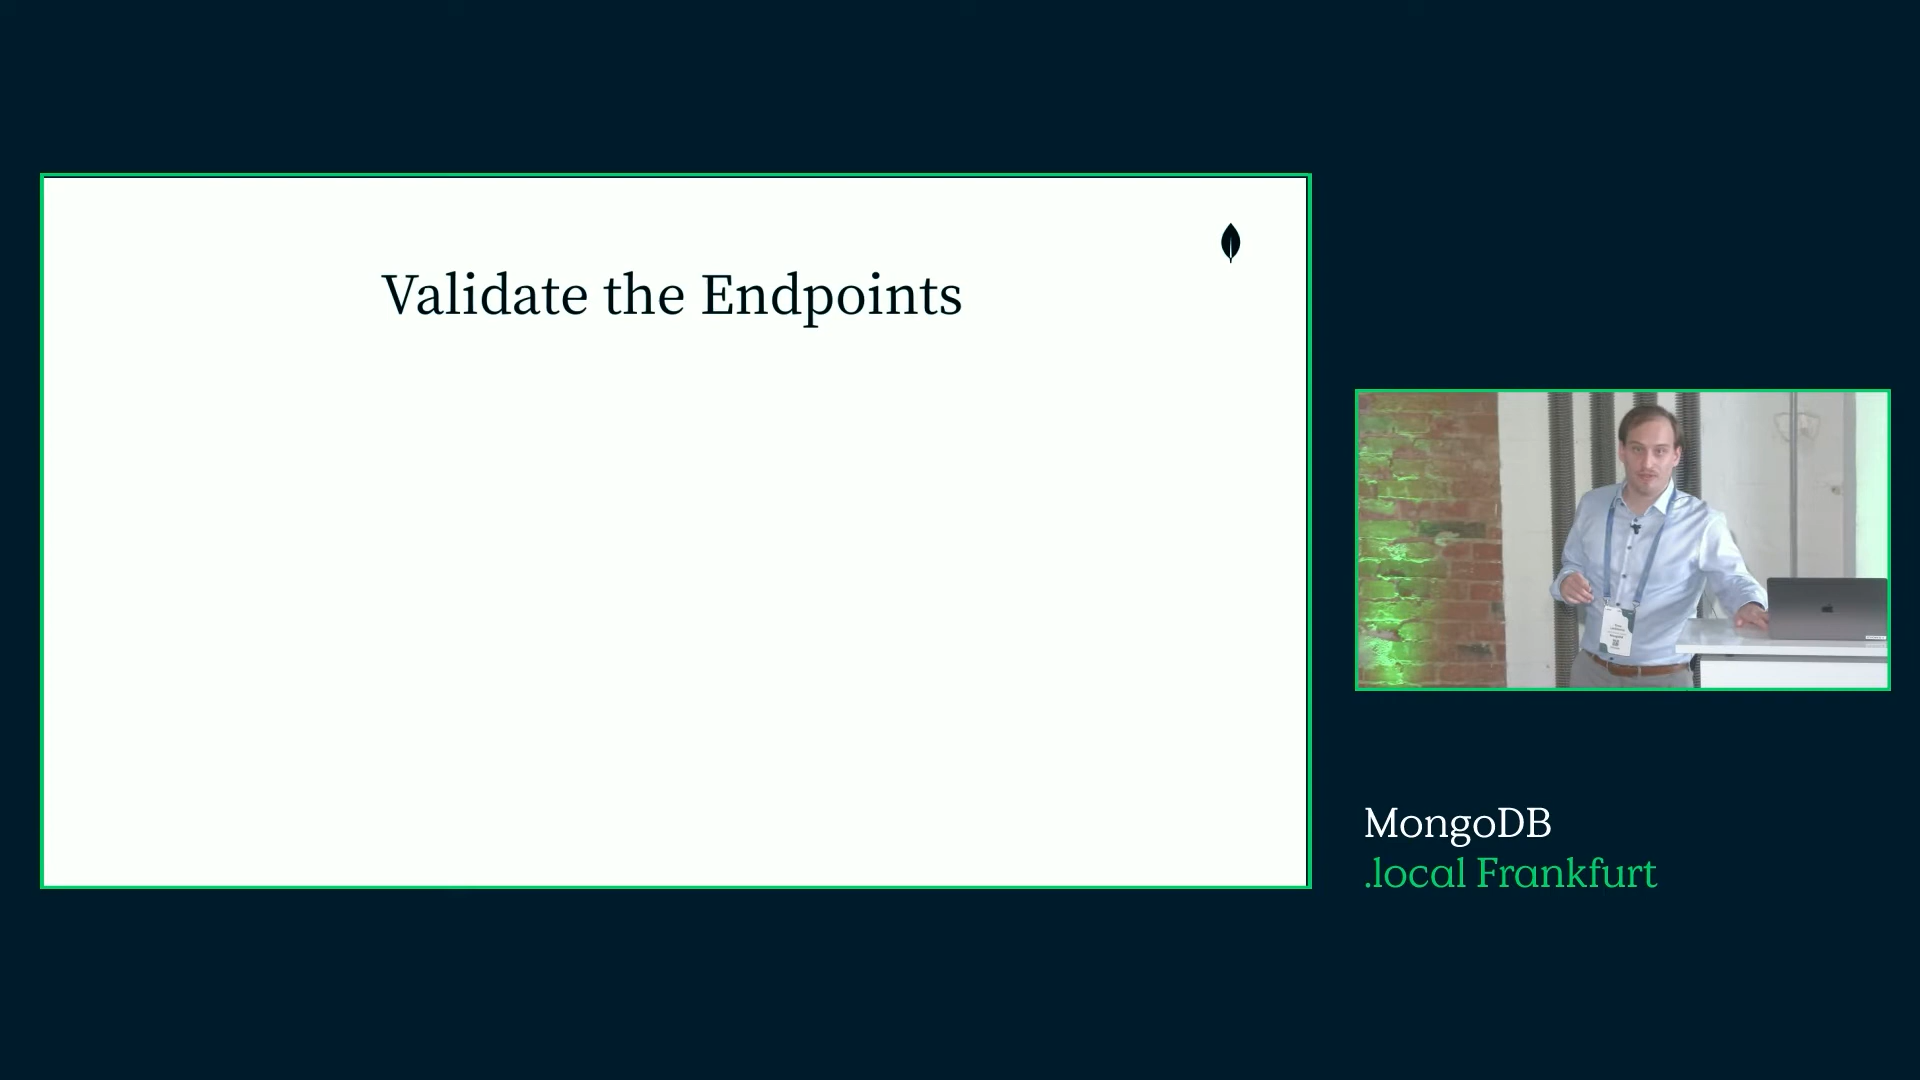 Validate the Endpoints
MongoDB
.local Frankfurt